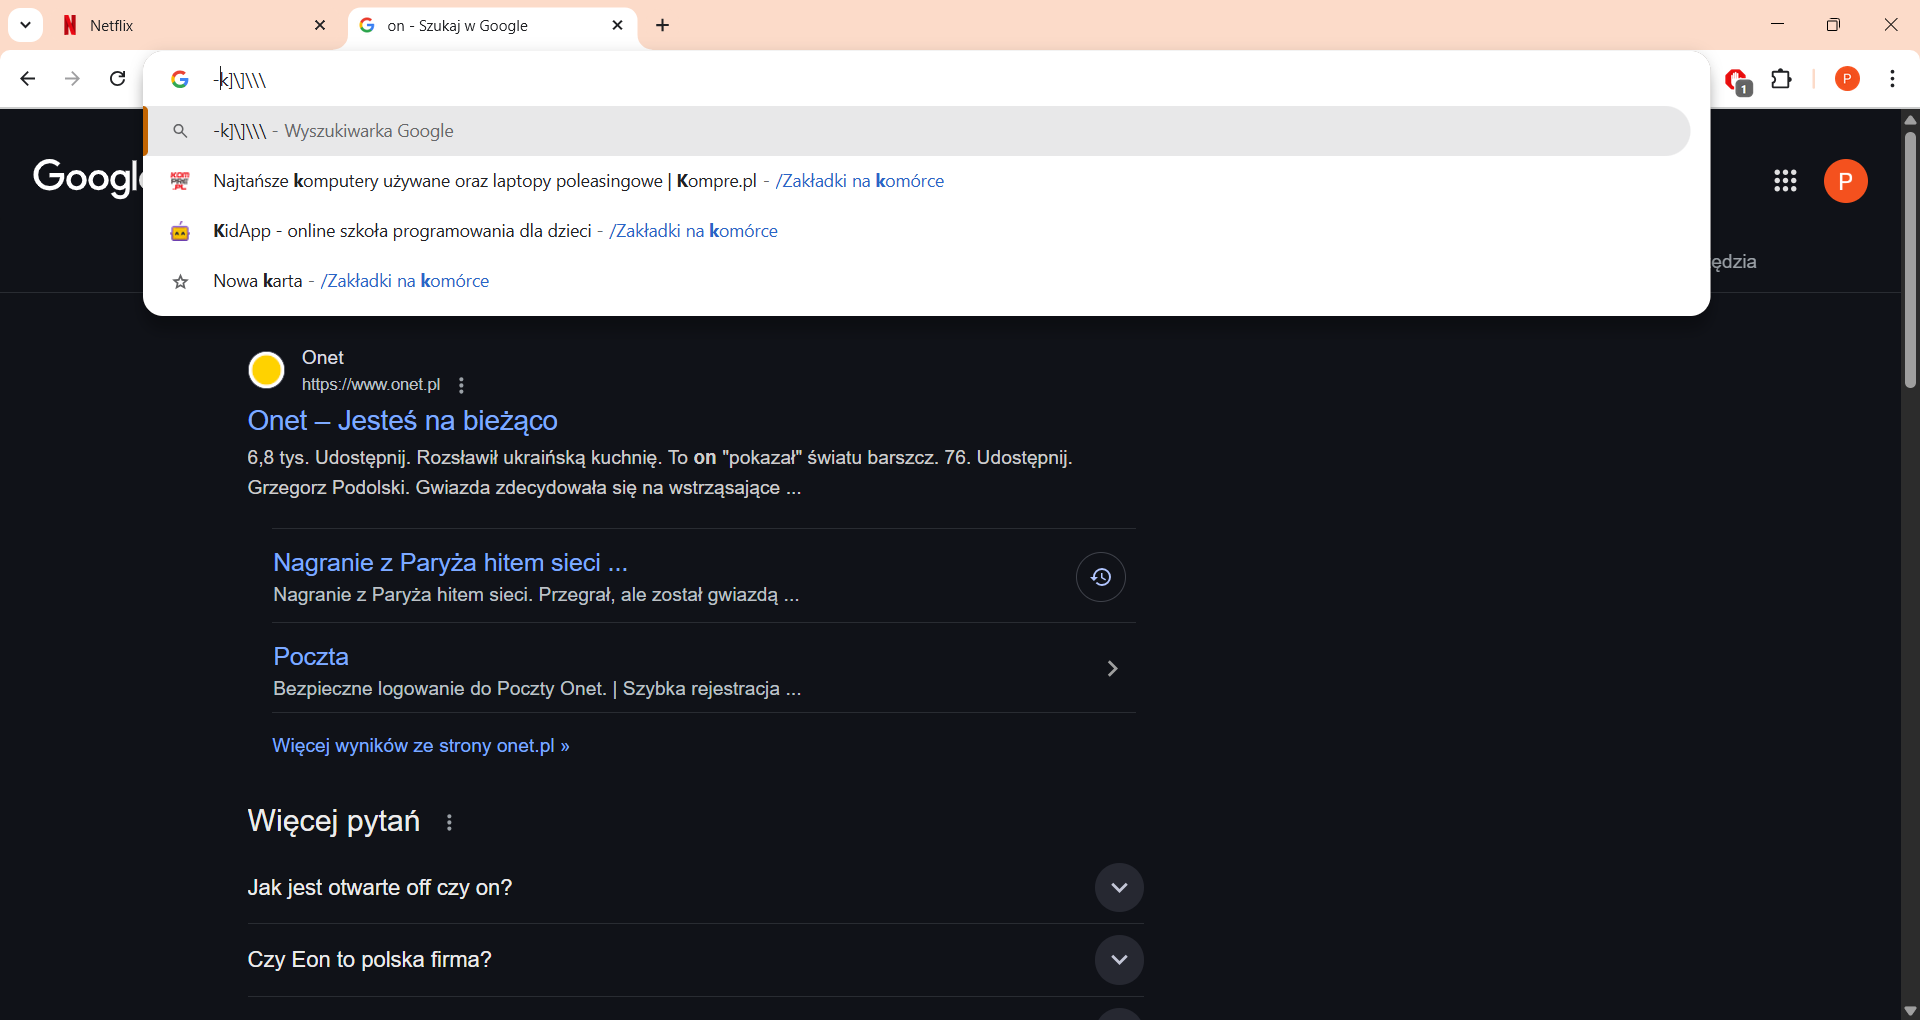 Netflix
on - Szukaj w Google
-k]\]\\\
1
P
-k]\]\\\ - Wyszukiwarka Google
Google
KOM
PRE
.PL
Najtańsze komputery używane oraz laptopy poleasingowe | Kompre.pl - /Zakładki na komórce
P
KidApp - online szkoła programowania dla dzieci - /Zakładki na komórce
ędzia
Nowa karta - /Zakładki na komórce
Onet
https://www.onet.pl
Onet – Jesteś na bieżąco
6,8 tys. Udostępnij. Rozsławił ukraińską kuchnię. To on "pokazał" światu barszcz. 76. Udostępnij.
Grzegorz Podolski. Gwiazda zdecydowała się na wstrząsające ...
Nagranie z Paryża hitem sieci ...
Nagranie z Paryża hitem sieci. Przegrał, ale został gwiazdą ...
Poczta
Bezpieczne logowanie do Poczty Onet. | Szybka rejestracja ...
Więcej wyników ze strony onet.pl »
Więcej pytań
Jak jest otwarte off czy on?
Czy Eon to polska firma?